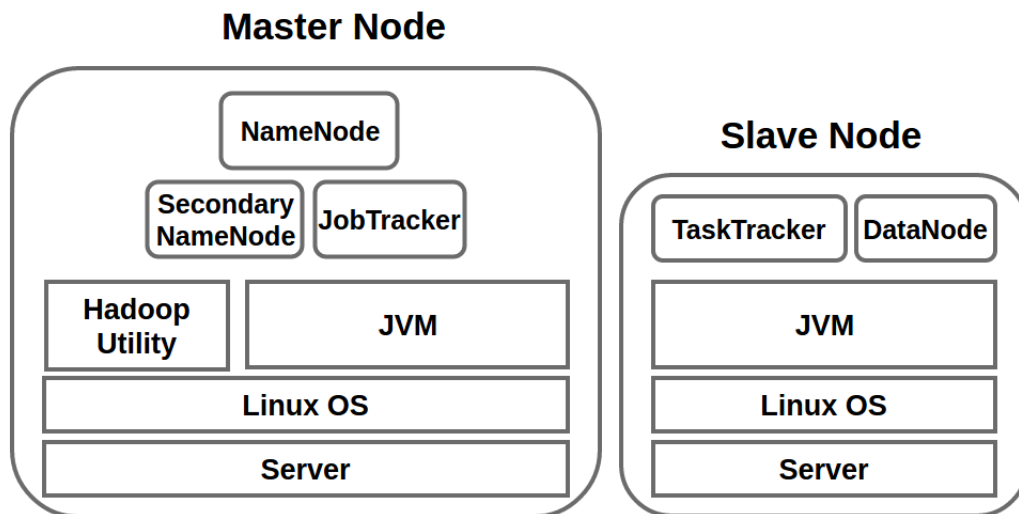 Master Node
NameNode
Secondary
NameNode
JobTracker
Hadoop
Utility
JVM
Linux OS
Server
Slave Node
TaskTracker
DataNode
JVM
Linux OS
Server